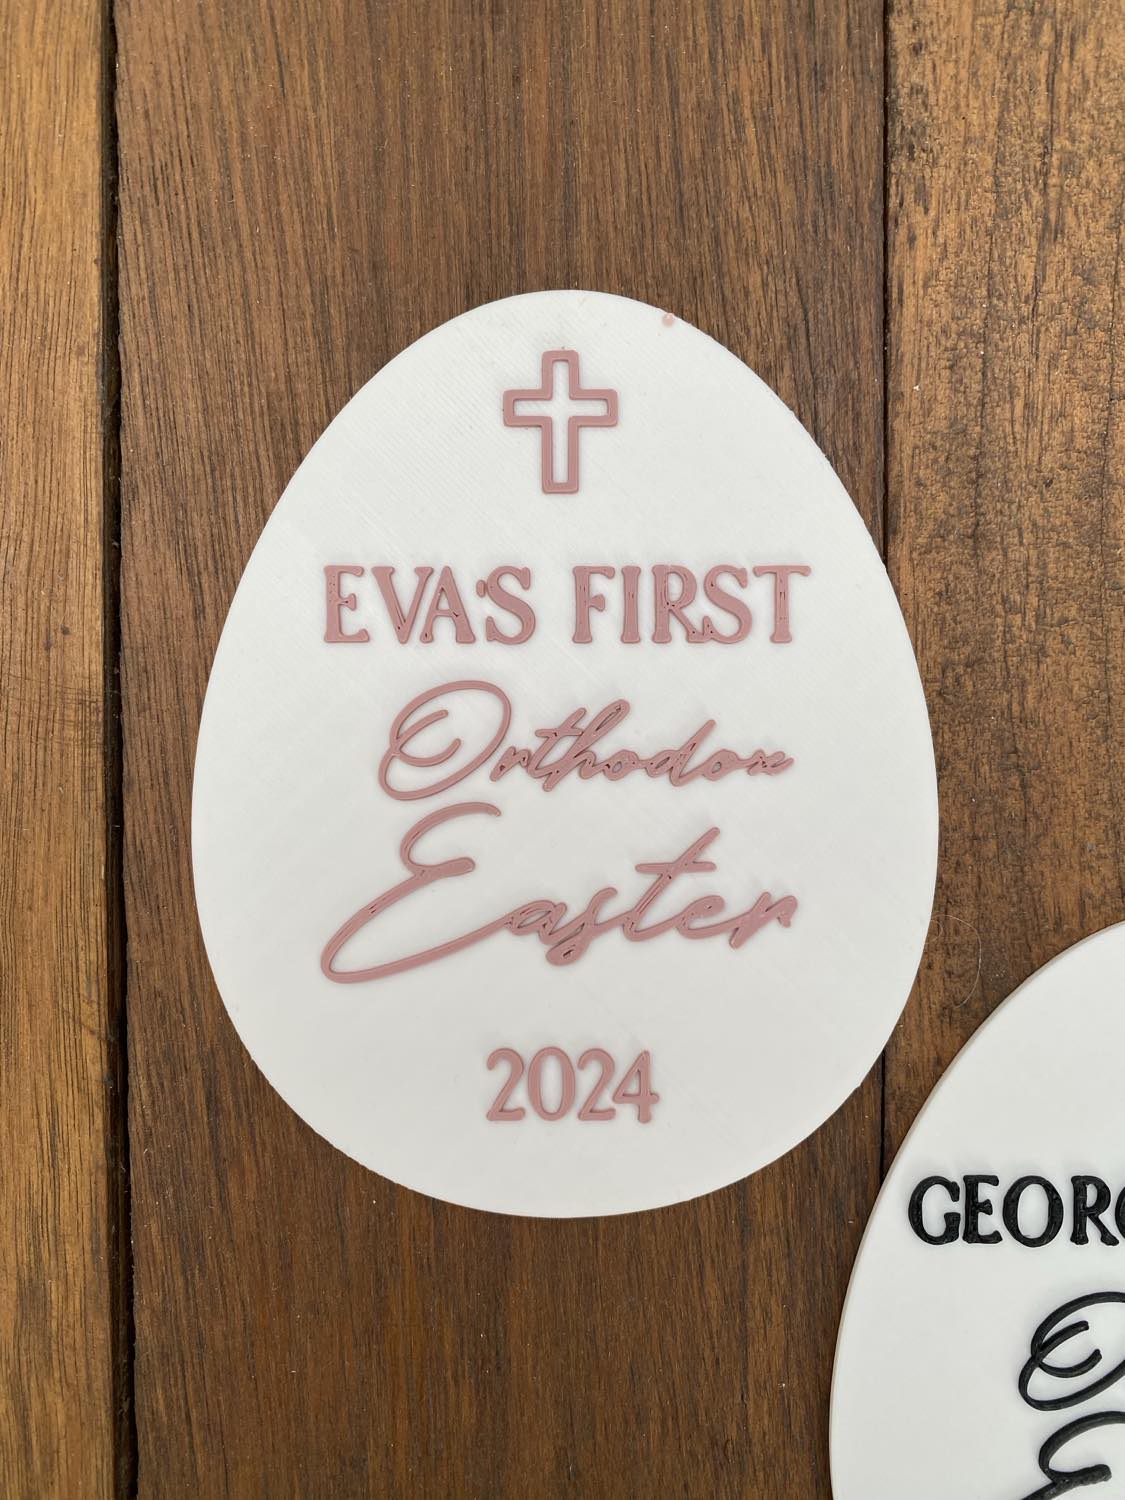 EVA'S FIRST
Orthodox
Easter
2024